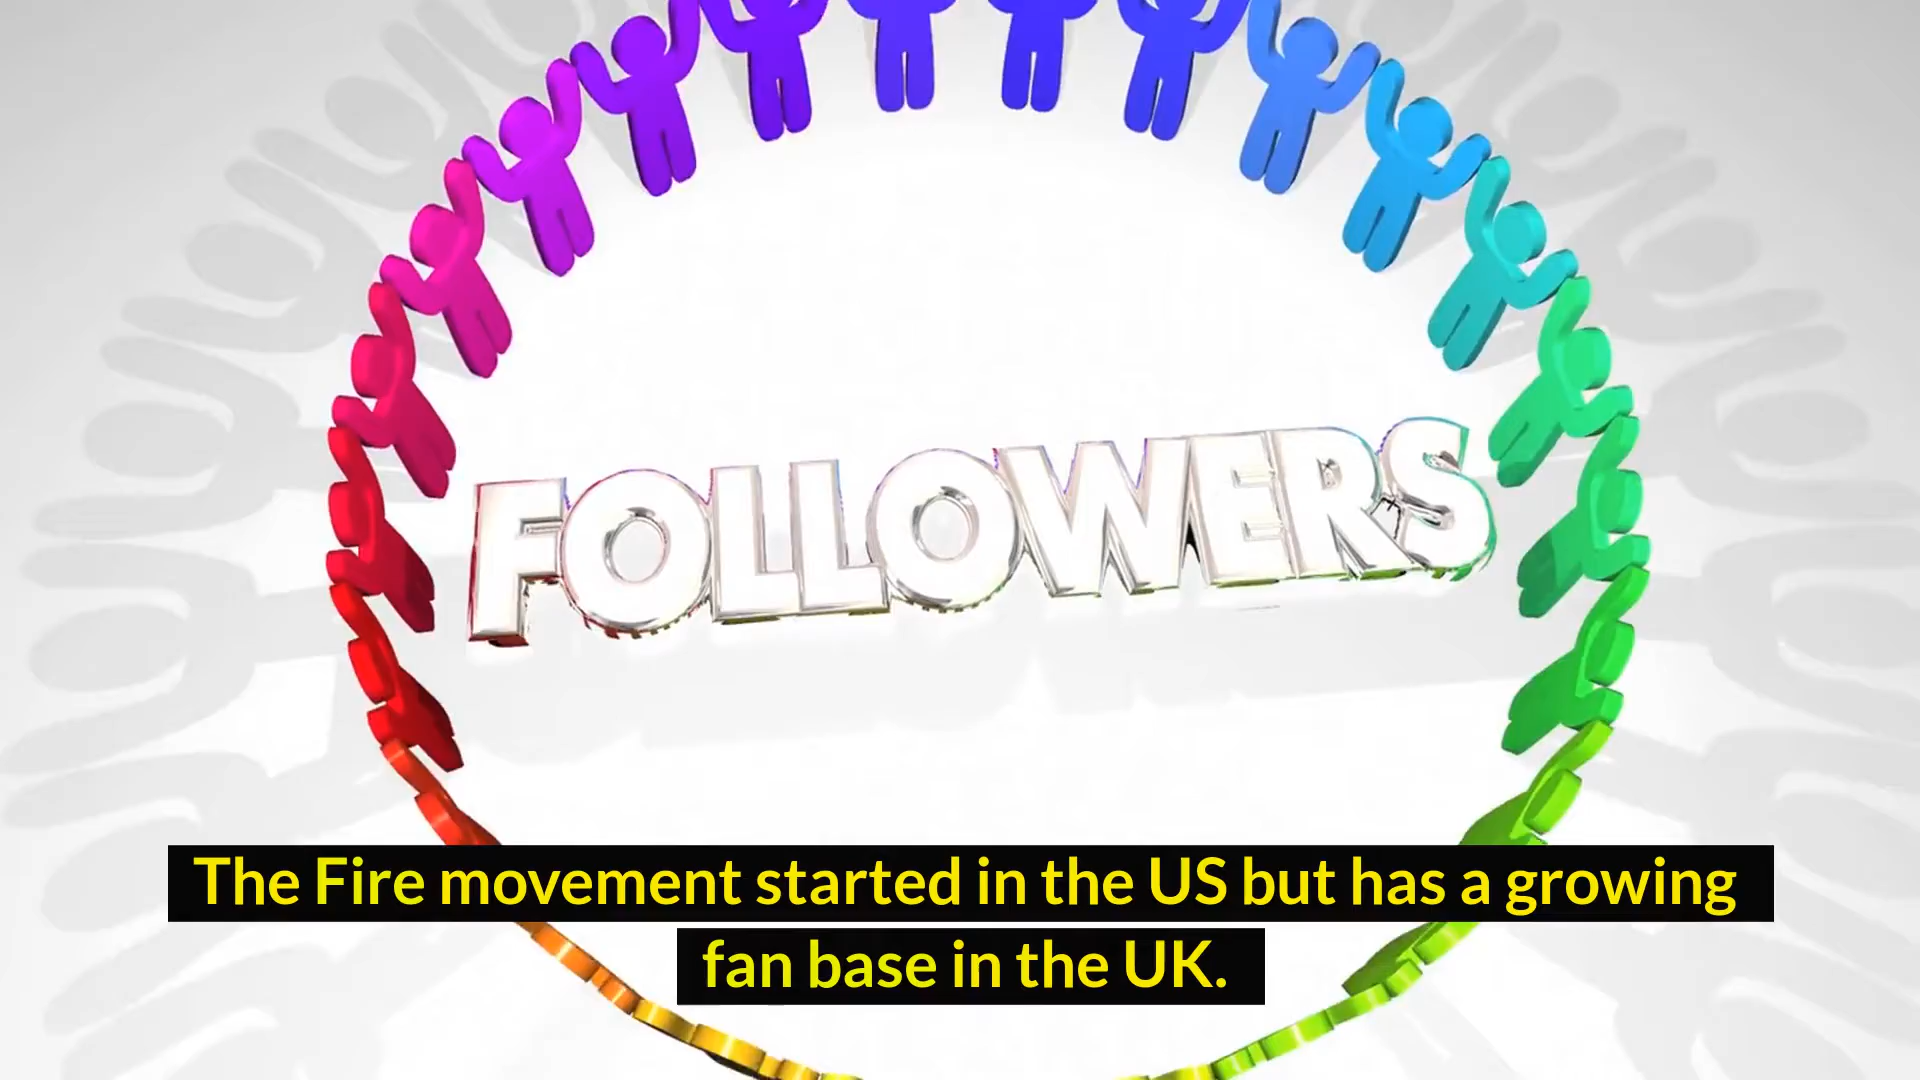 FOLLOWERS
The Fire movement started in the US but has a growing
fan base in the UK.